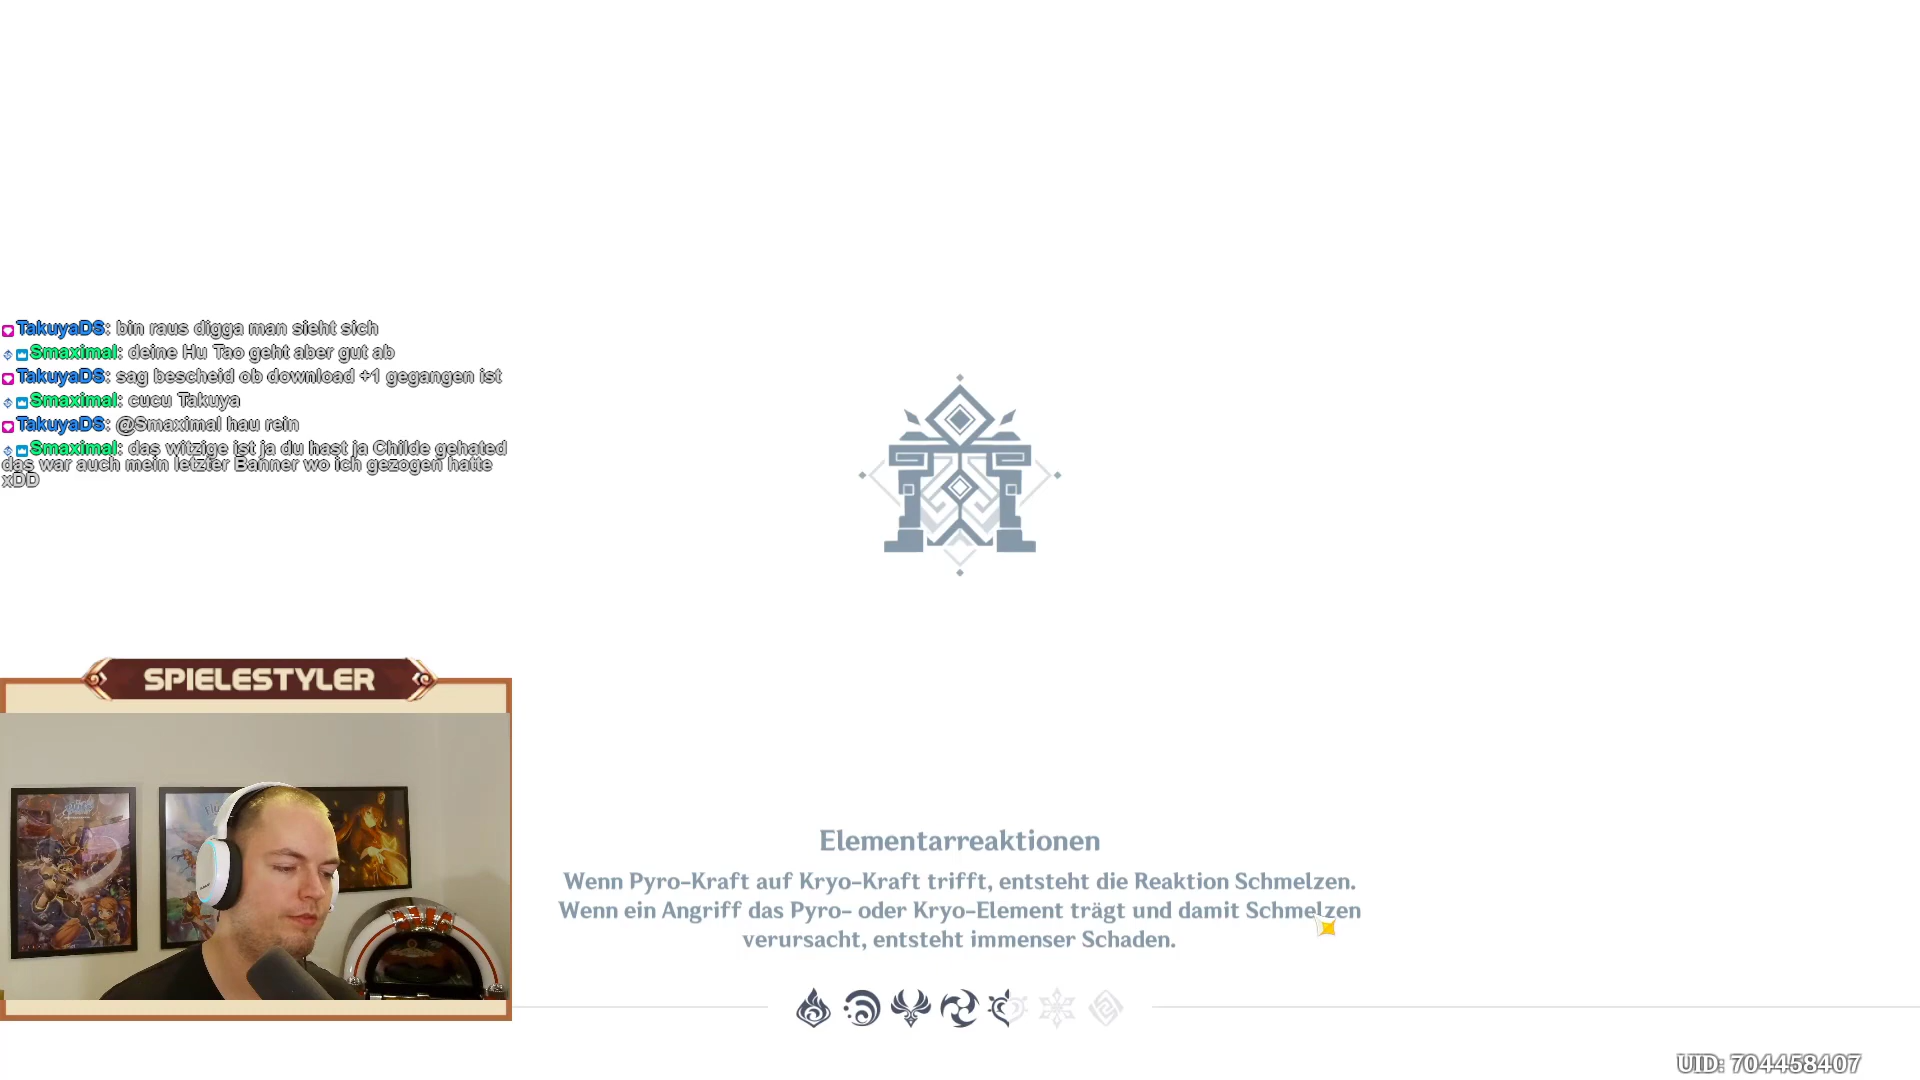 TakuyaDS: bin raus digga man sieht sich
Smaximal: deine Hu Tao geht aber gut ab
TakuyaDS: sag bescheid ob download +1 gegangen ist
Smaximal: cucu Takuya
TakuyaDS: @Smaximal hau rein
Smaximal: das witzige ist ja du hast ja Childe gehated
das war auch mein letzter Banner wo ich gezogen hatte
xDD
SPIELESTYLER
Elementarreaktionen
Wenn Pyro-Kraft auf Kryo-Kraft trifft, entsteht die Reaktion Schmelzen.
Wenn ein Angriff das Pyro- oder Kryo-Element trägt und damit Schmelzen
verursacht, entsteht immenser Schaden.
UID: 704458407